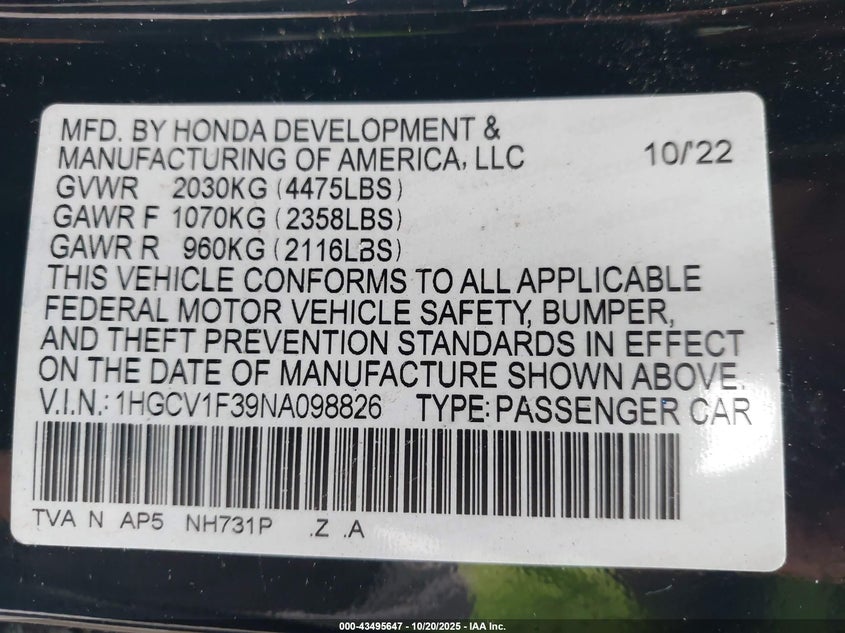 MFD. BY HONDA DEVELOPMENT &
MANUFACTURING OF AMERICA, LLC 10/'22
GVWR 2030KG (4475LBS)
GAWR F 1070KG (2358LBS)
GAWR R 960KG (2116LBS)
THIS VEHICLE CONFORMS TO ALL APPLICABLE
FEDERAL MOTOR VEHICLE SAFETY, BUMPER,
AND THEFT PREVENTION STANDARDS IN EFFECT
ON THE DATE OF MANUFACTURE SHOWN ABOVE.
V.I.N.: 1HGCV1F39NA098826 TYPE: PASSENGER CAR
TVA N AP5 NH731P .Z .A
000-43495647 - 10/20/2025 - IAA Inc.